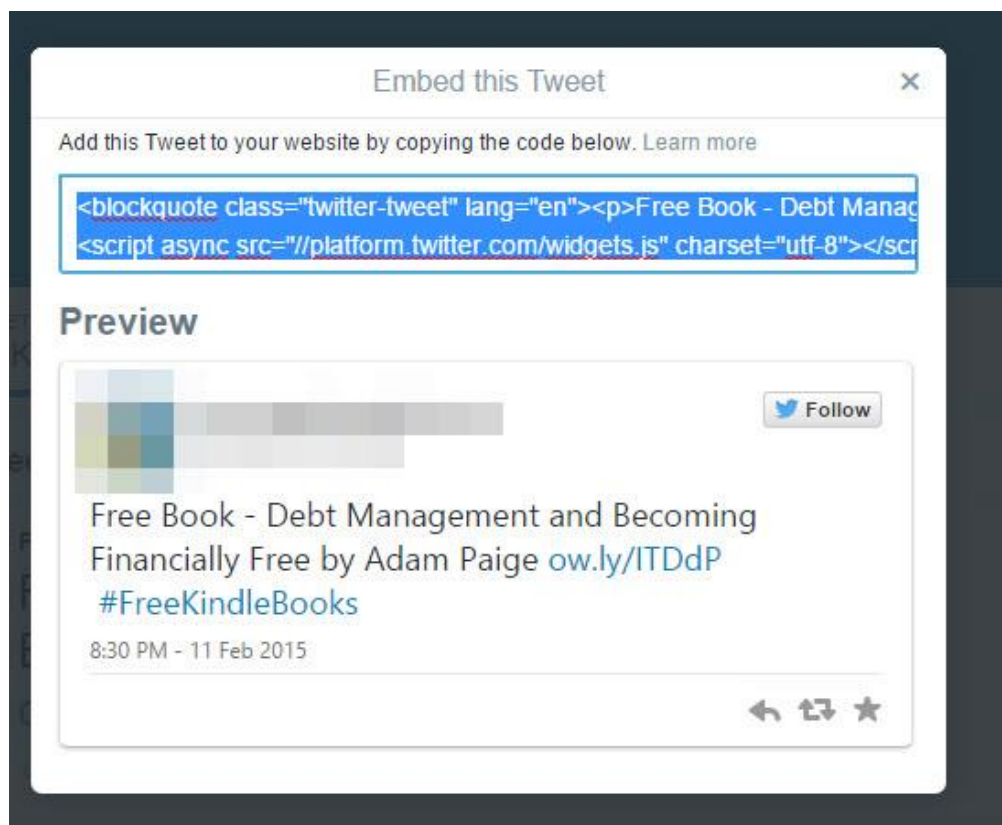 Embed this Tweet ×
Add this Tweet to your website by copying the code below. Learn more
<blockquote class="twitter-tweet" lang="en"><p>Free Book - Debt Manag
<script async src="//platform.twitter.com/widgets.js" charset="utf-8"></scr
Preview
Follow
Free Book - Debt Management and Becoming
Financially Free by Adam Paige ow.ly/ITDdP
#FreeKindleBooks
8:30 PM - 11 Feb 2015